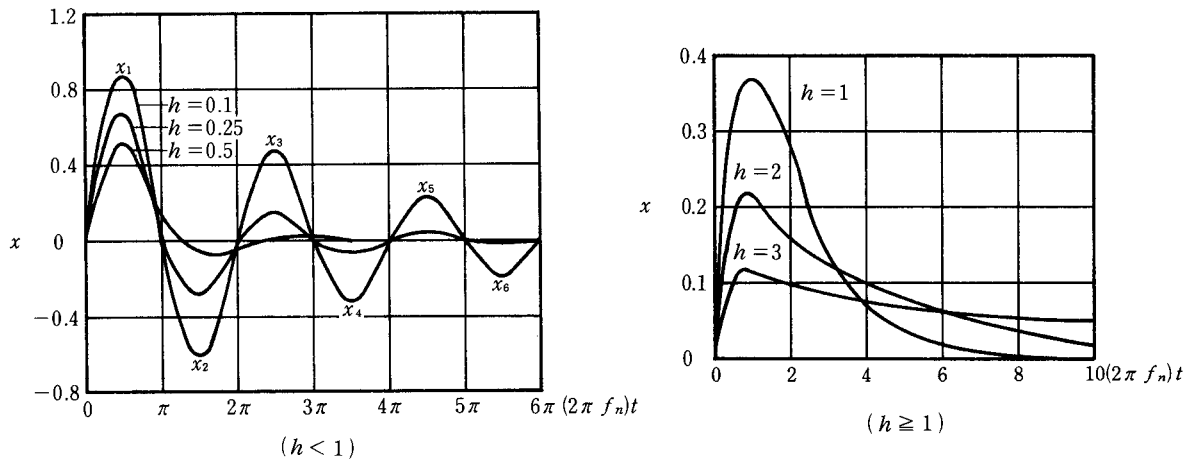 1.2
0.8
0.4
x 0
−0.4
−0.8
x₁
h = 0.1
h = 0.25
h = 0.5
x₂
x₃
x₄
x₅
x₆
0 π 2π 3π 4π 5π 6π (2π fₙ)t
( h < 1 )
0.4
0.3
x 0.2
0.1
0
h = 1
h = 2
h = 3
0 2 4 6 8 10(2π fₙ)t
( h ≧ 1 )